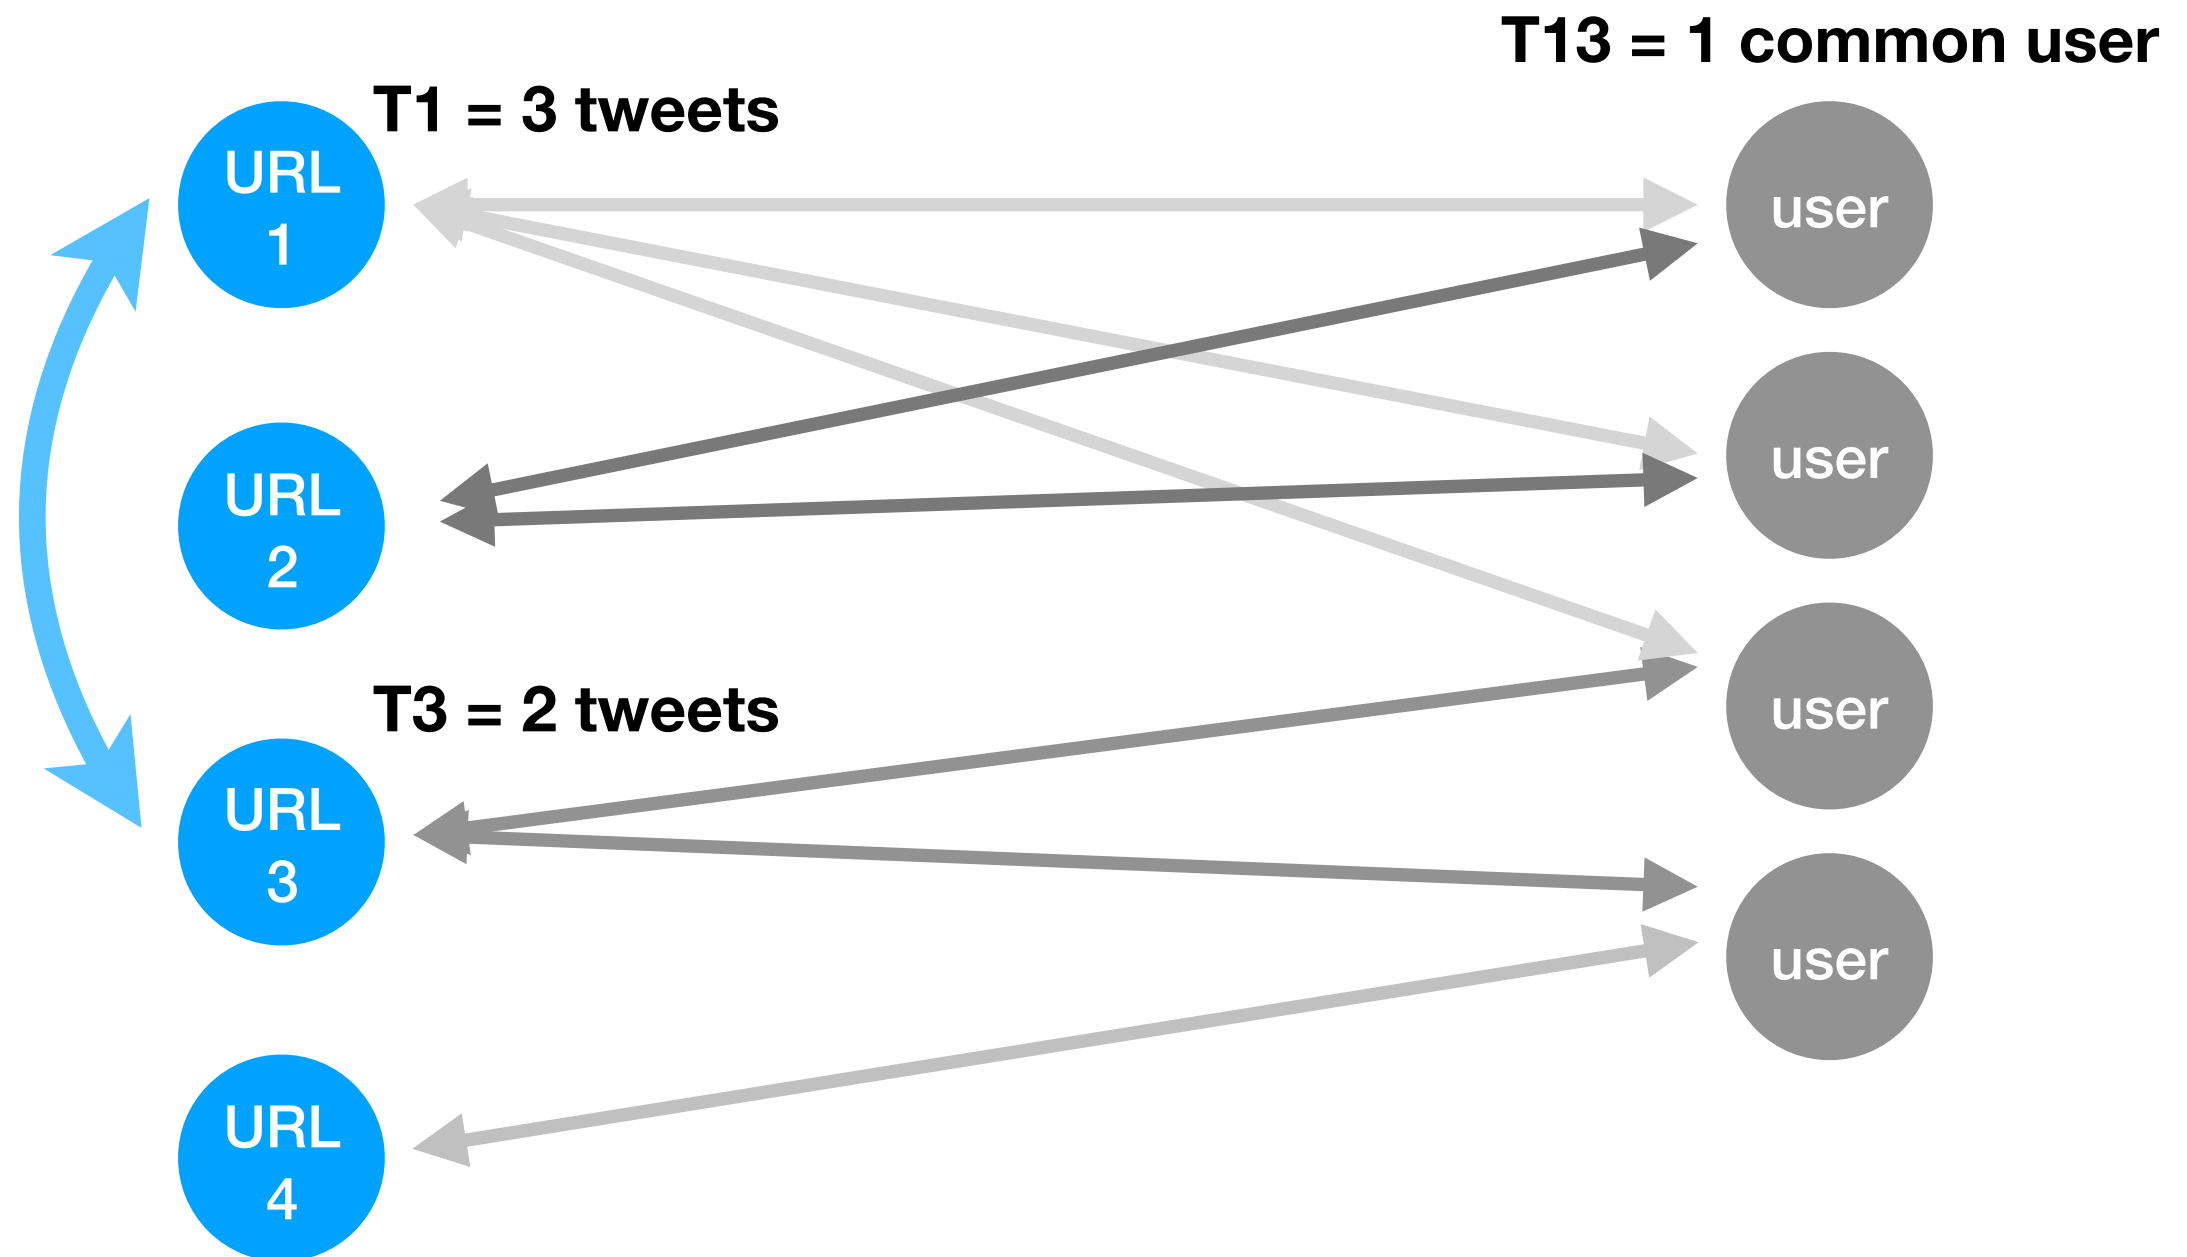 T13 = 1 common user
T1 = 3 tweets
URL
1
user
URL
2
user
T3 = 2 tweets
URL
3
user
URL
4
user